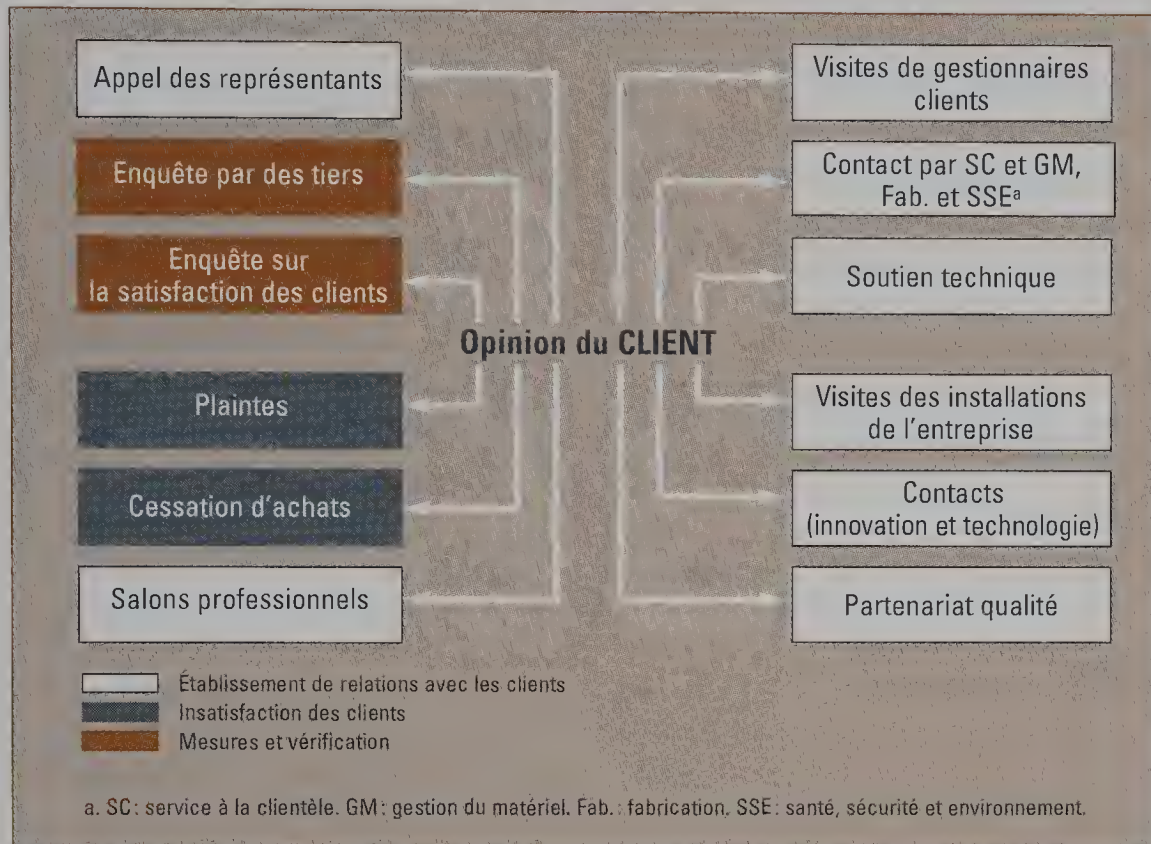 Appel des représentants
Enquête par des tiers
Enquête sur
la satisfaction des clients
Plaintes
Cessation d'achats
Salons professionnels
Opinion du CLIENT
Visites de gestionnaires
clients
Contact par SC et GM,
Fab. et SSEᵃ
Soutien technique
Visites des installations
de l'entreprise
Contacts
(innovation et technologie)
Partenariat qualité
Établissement de relations avec les clients
Insatisfaction des clients
Mesures et vérification
a. SC : service à la clientèle. GM : gestion du matériel. Fab. : fabrication. SSE : santé, sécurité et environnement.